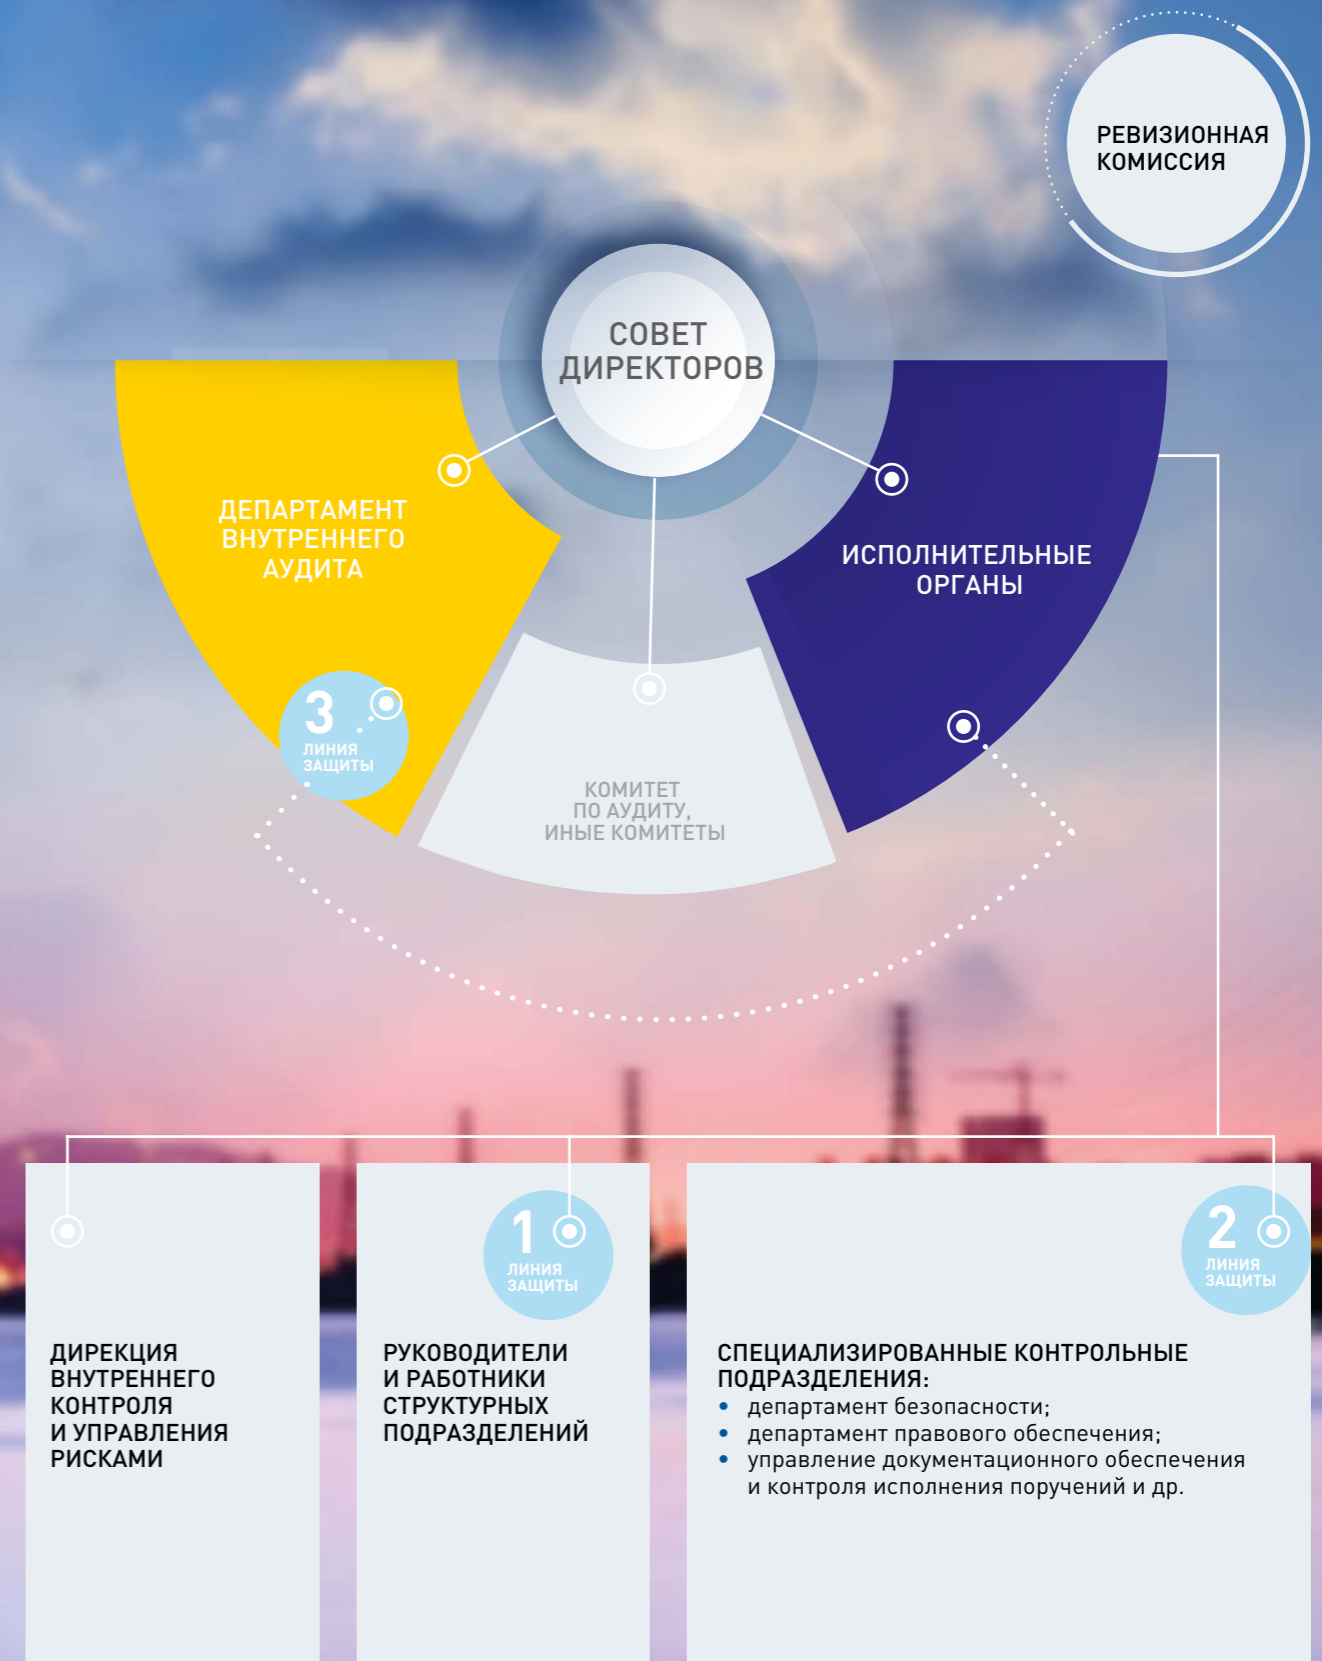 РЕВИЗИОННАЯ
КОМИССИЯ
СОВЕТ
ДИРЕКТОРОВ
ДЕПАРТАМЕНТ
ВНУТРЕННЕГО
АУДИТА
ИСПОЛНИТЕЛЬНЫЕ
ОРГАНЫ
3
ЛИНИЯ
ЗАЩИТЫ
КОМИТЕТ
ПО АУДИТУ,
ИНЫЕ КОМИТЕТЫ
ДИРЕКЦИЯ
ВНУТРЕННЕГО
КОНТРОЛЯ
И УПРАВЛЕНИЯ
РИСКАМИ
1
ЛИНИЯ
ЗАЩИТЫ
РУКОВОДИТЕЛИ
И РАБОТНИКИ
СТРУКТУРНЫХ
ПОДРАЗДЕЛЕНИЙ
2
ЛИНИЯ
ЗАЩИТЫ
СПЕЦИАЛИЗИРОВАННЫЕ КОНТРОЛЬНЫЕ
ПОДРАЗДЕЛЕНИЯ:
• департамент безопасности;
• департамент правового обеспечения;
• управление документационного обеспечения
и контроля исполнения поручений и др.